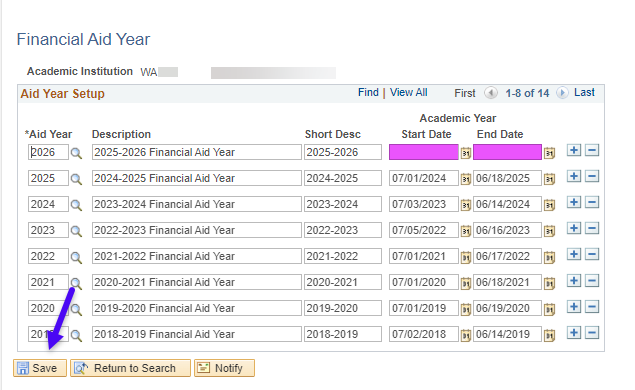 Financial Aid Year
Academic Institution WA
Aid Year Setup Find | View All First 1-8 of 14 Last
Academic Year
*Aid Year Description Short Desc Start Date End Date
2026 2025-2026 Financial Aid Year 2025-2026
2025 2024-2025 Financial Aid Year 2024-2025 07/01/2024 06/18/2025
2024 2023-2024 Financial Aid Year 2023-2024 07/03/2023 06/14/2024
2023 2022-2023 Financial Aid Year 2022-2023 07/05/2022 06/16/2023
2022 2021-2022 Financial Aid Year 2021-2022 07/01/2021 06/17/2022
2021 2020-2021 Financial Aid Year 2020-2021 07/01/2020 06/18/2021
2020 2019-2020 Financial Aid Year 2019-2020 07/01/2019 06/19/2020
2018-2019 Financial Aid Year 2018-2019 07/02/2018 06/14/2019
Save Return to Search Notify